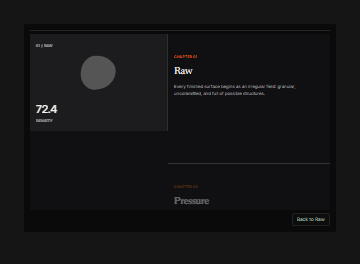 01 / RAW
72.4
DENSITY
CHAPTER 01
Raw
Every finished surface begins as an irregular field: granular,
uncommitted, and full of possible structures.
CHAPTER 02
Pressure
Back to Raw